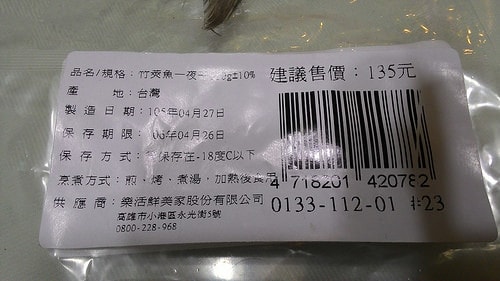 品名/規格：竹莢魚一夜 g±10%
建議售價：135元
產 地：台灣
製造日期：105年04月27日
保存期限： 06年04月26日
保存方式： 保存在-18度C以下
烹煮方式：煎、烤、煮湯，加熱後食用
4 718201 420782
供應商：樂活鮮美家股份有限公司
0133-112-01 #23
高雄市小港區永光街5號
0800-228-968